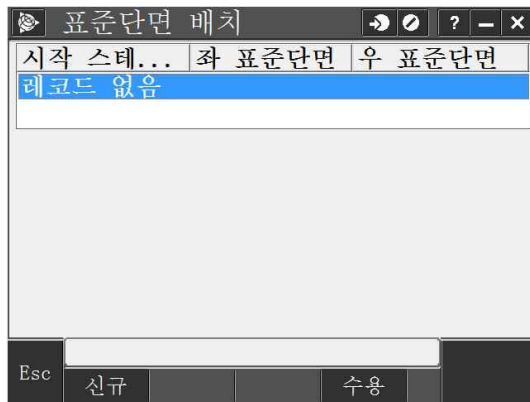 표준단면 배치
? – ×
시작 스테... 좌 표준단면 우 표준단면
레코드 없음
Esc
신규 수용